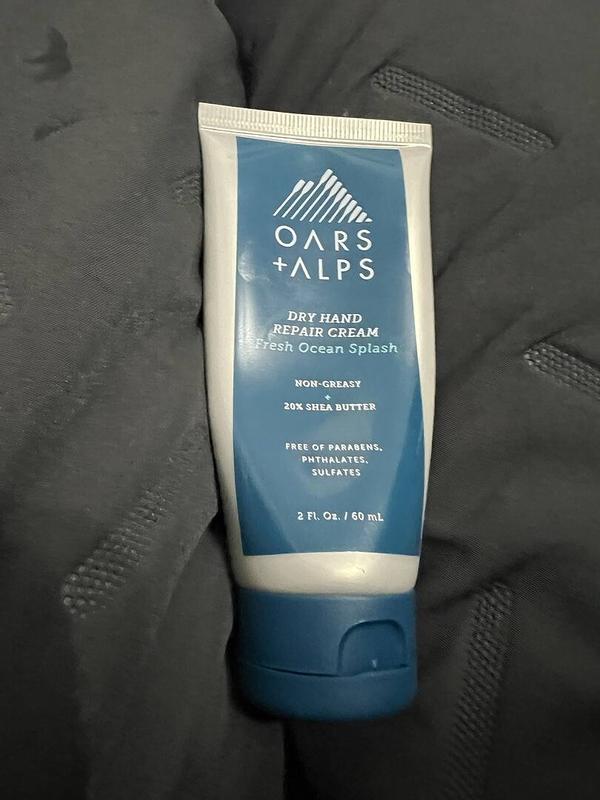 OARS
+ALPS
DRY HAND
REPAIR CREAM
Fresh Ocean Splash
NON-GREASY
+
20% SHEA BUTTER
FREE OF PARABENS,
PHTHALATES,
SULFATES
2 Fl. Oz. / 60 mL